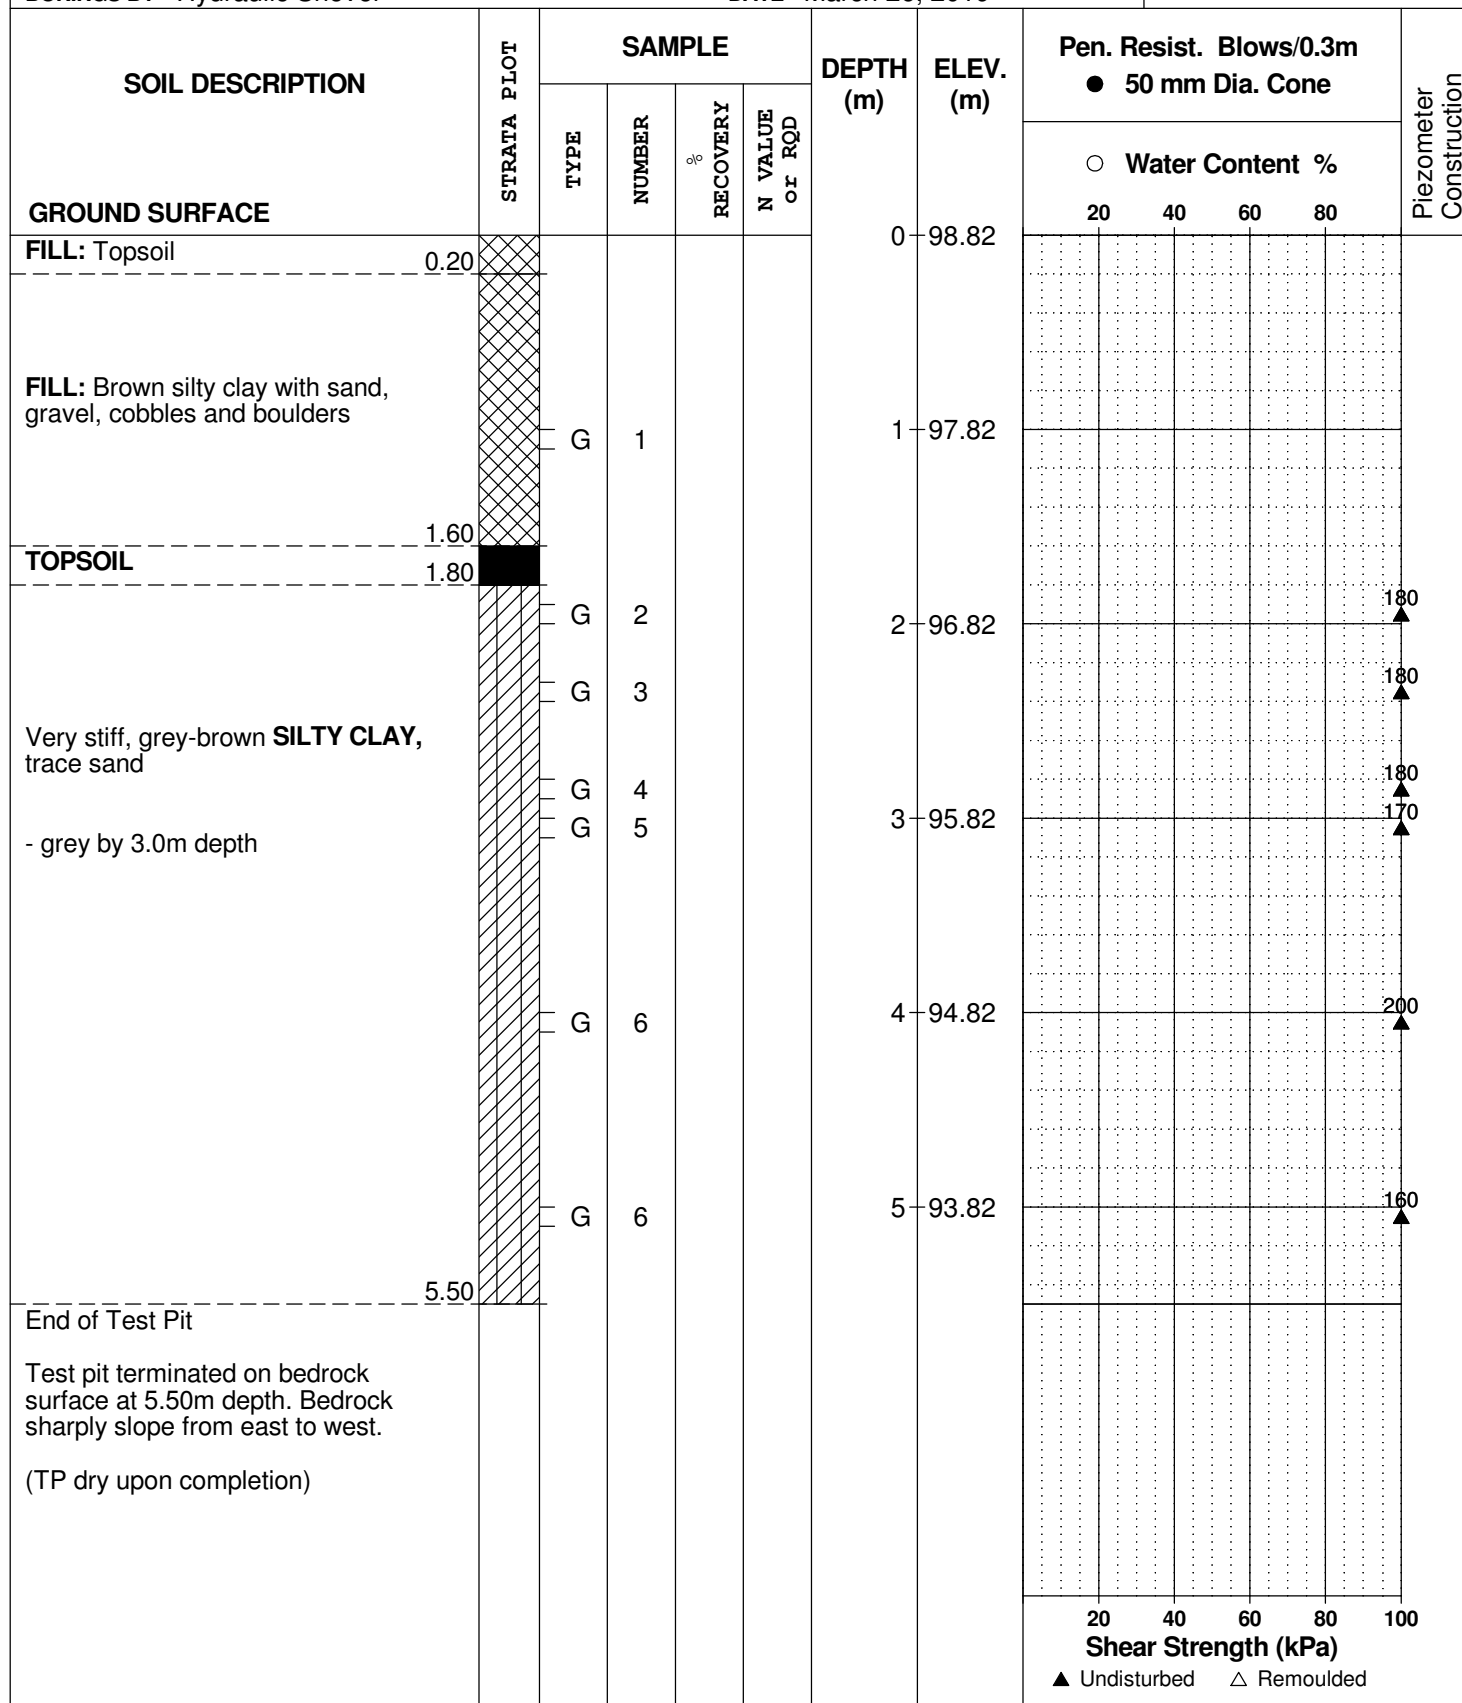 SOIL DESCRIPTION
GROUND SURFACE
STRATA PLOT
SAMPLE
TYPE
NUMBER
%
RECOVERY
N VALUE
or RQD
DEPTH
(m)
ELEV.
(m)
Pen. Resist. Blows/0.3m
● 50 mm Dia. Cone
○ Water Content %
20 40 60 80
Piezometer
Construction
0 98.82
FILL: Topsoil
0.20
FILL: Brown silty clay with sand,
gravel, cobbles and boulders
G 1
1 97.82
1.60
TOPSOIL
1.80
G 2
2 96.82
180
G 3
180
Very stiff, grey-brown SILTY CLAY,
trace sand
G 4
180
G 5
3 95.82
170
- grey by 3.0m depth
G 6
4 94.82
200
G 6
5 93.82
160
5.50
End of Test Pit
Test pit terminated on bedrock
surface at 5.50m depth. Bedrock
sharply slope from east to west.
(TP dry upon completion)
20 40 60 80 100
Shear Strength (kPa)
▲ Undisturbed △ Remoulded